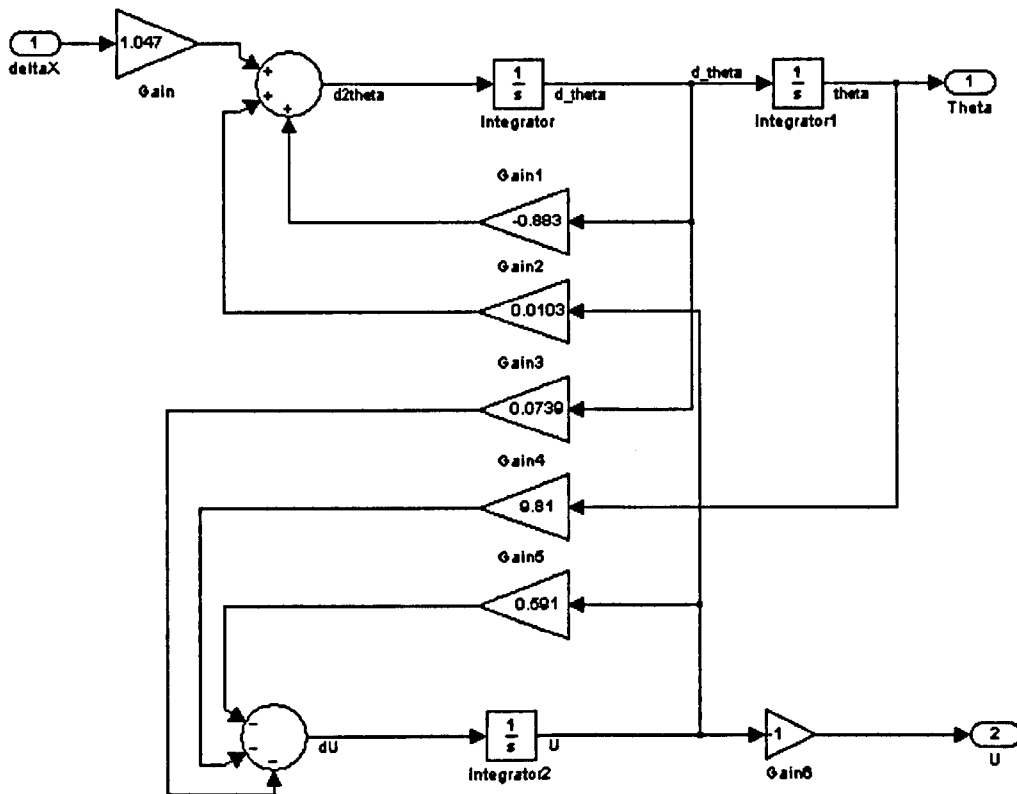 1
deltaX
1.047
Gain
+
+
+
d2theta
1
s
Integrator
d_theta
d_theta
1
s
Integrator1
theta
1
Theta
Gain1
-0.883
Gain2
0.0103
Gain3
0.0739
Gain4
9.81
Gain5
0.591
-
-
-
dU
1
s
Integrator2
U
-1
Gain6
2
U